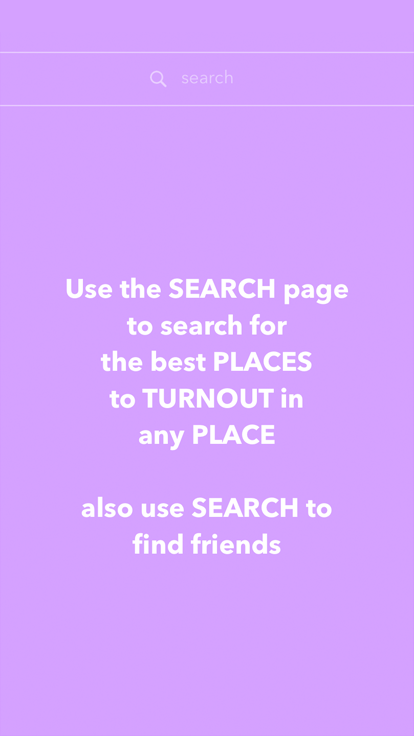 search
Use the SEARCH page
to search for
the best PLACES
to TURNOUT in
any PLACE
also use SEARCH to
find friends